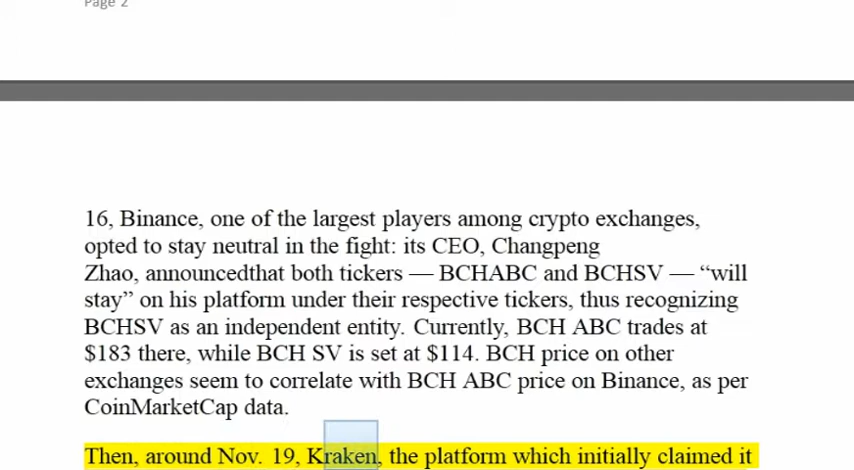 Page 2
16, Binance, one of the largest players among crypto exchanges,
opted to stay neutral in the fight: its CEO, Changpeng
Zhao, announcedthat both tickers — BCHABC and BCHSV — “will
stay” on his platform under their respective tickers, thus recognizing
BCHSV as an independent entity. Currently, BCH ABC trades at
$183 there, while BCH SV is set at $114. BCH price on other
exchanges seem to correlate with BCH ABC price on Binance, as per
CoinMarketCap data.
Then, around Nov. 19, Kraken, the platform which initially claimed it